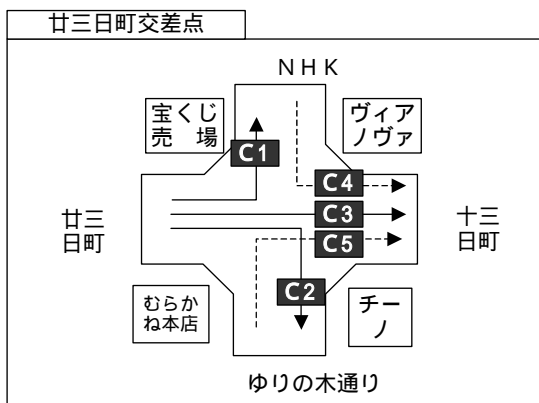 廿三日町交差点
ＮＨＫ
宝くじ
売　場
ヴィア
ノヴァ
C1
C4
廿三
日町
C3
十三
日町
C5
むらか
ね本店
C2
チー
ノ
ゆりの木通り